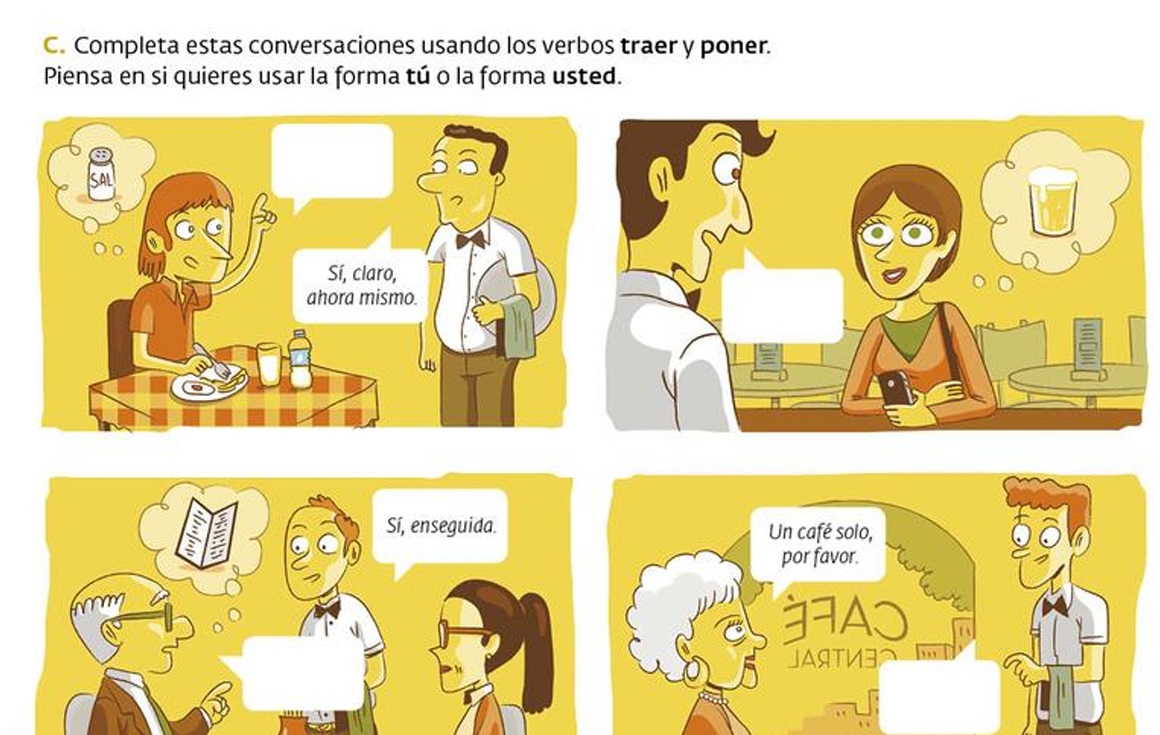 C. Completa estas conversaciones usando los verbos traer y poner.
Piensa en si quieres usar la forma tú o la forma usted.
SAL
Sí, claro,
ahora mismo.
Sí, enseguida.
Un café solo,
por favor.
CAFÉ
CENTRAL